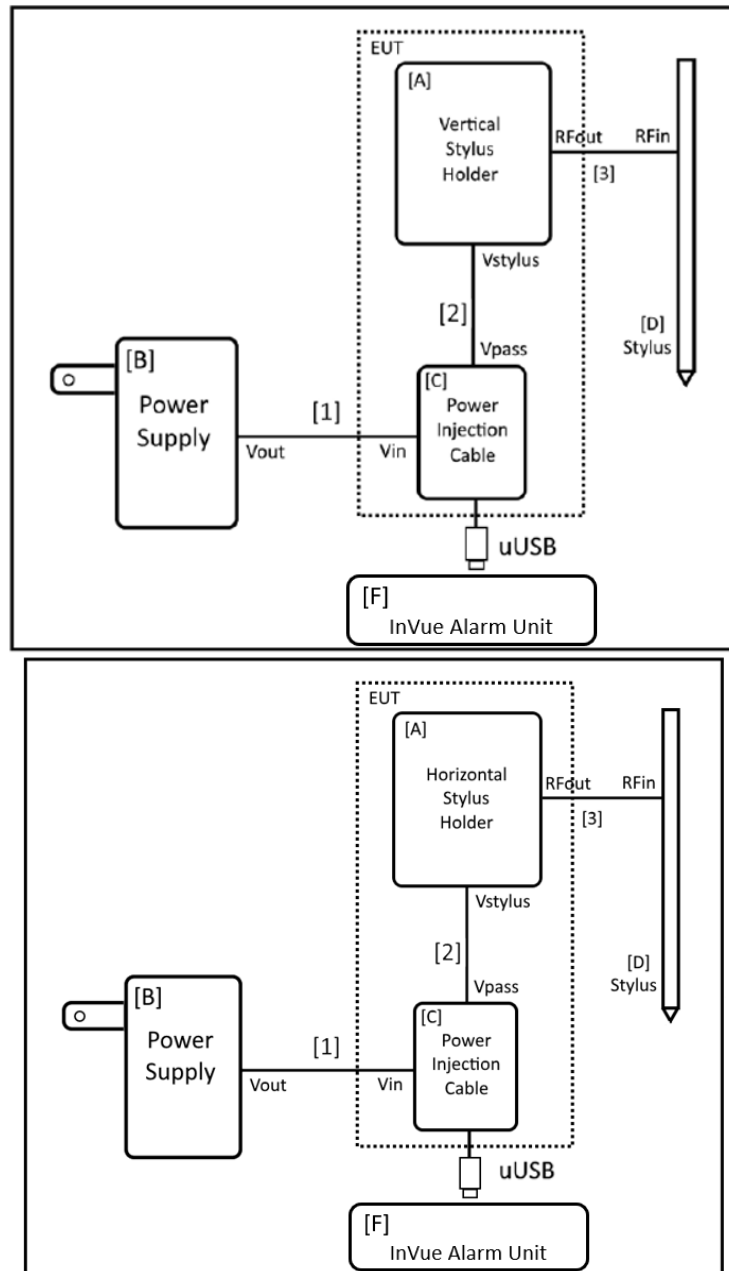 EUT
[A]
Vertical
Stylus
Holder
RFout
RFin
[3]
Vstylus
[2]
Vpass
[D]
Stylus
[B]
Power
Supply
[1]
Vout
Vin
[C]
Power
Injection
Cable
uUSB
[F]
InVue Alarm Unit
EUT
[A]
Horizontal
Stylus
Holder
RFout
RFin
[3]
Vstylus
[2]
Vpass
[D]
Stylus
[B]
Power
Supply
[1]
Vout
Vin
[C]
Power
Injection
Cable
uUSB
[F]
InVue Alarm Unit